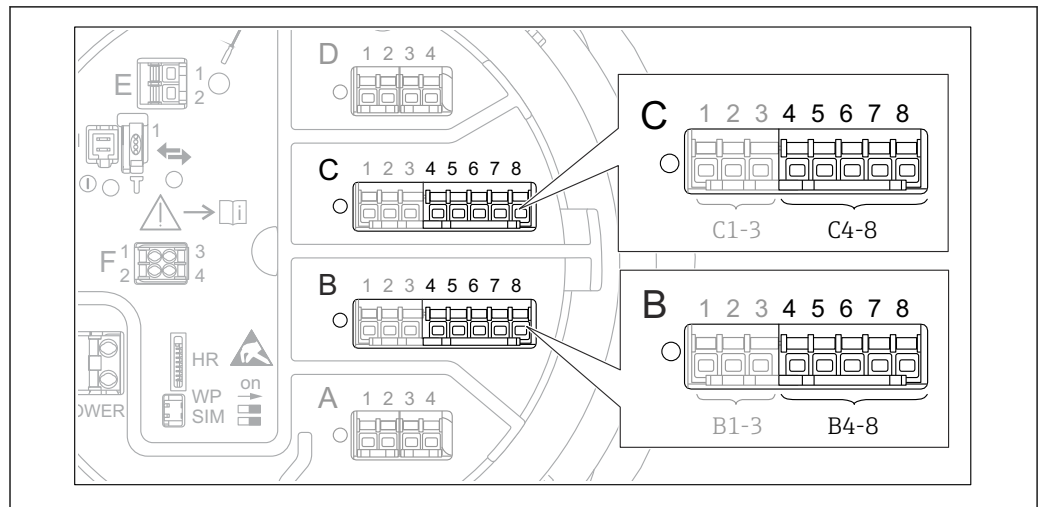 D 1 2 3 4
E 1
2
1
C 1 2 3 4 5 6 7 8
i
F 1 3
2 4
B 1 2 3 4 5 6 7 8
HR
WP on
SIM
OWER
A 1 2 3 4
C 1 2 3 4 5 6 7 8
C1-3 C4-8
B 1 2 3 4 5 6 7 8
B1-3 B4-8